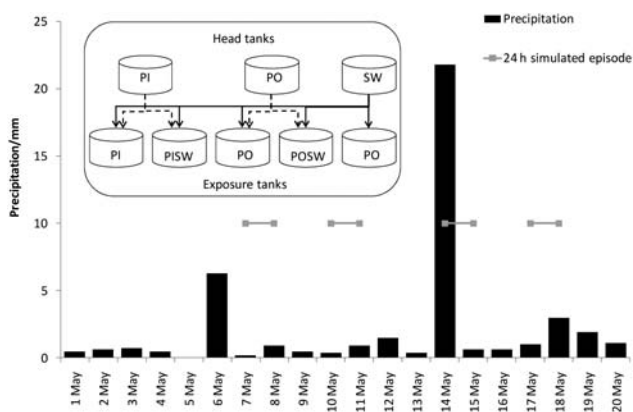 25
20
15
10
5
0
Precipitation/mm
Head tanks
PI
PO
SW
PI
PISW
PO
POSW
PO
Exposure tanks
Precipitation
24 h simulated episode
1 May
2 May
3 May
4 May
5 May
6 May
7 May
8 May
9 May
10 May
11 May
12 May
13 May
14 May
15 May
16 May
17 May
18 May
19 May
20 May